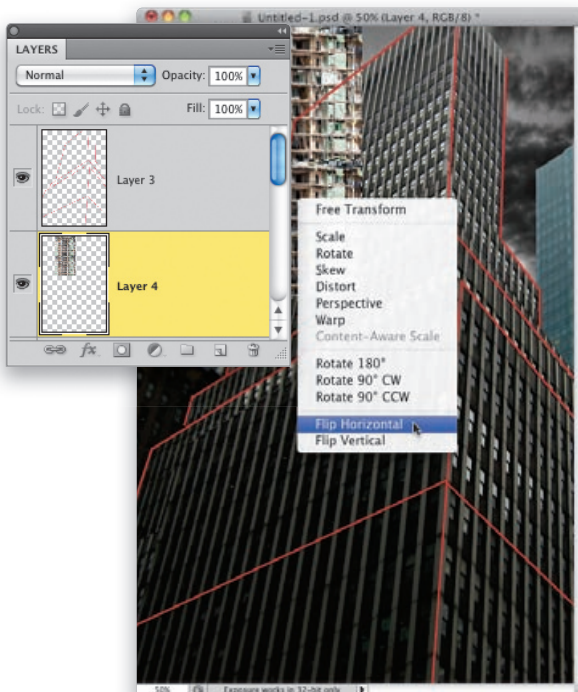 Untitled-1.psd @ 50% (Layer 4, RGB/8) *
LAYERS
Normal
Opacity: 100%
Lock:
Fill: 100%
Layer 3
Layer 4
fx
Free Transform
Scale
Rotate
Skew
Distort
Perspective
Warp
Content-Aware Scale
Rotate 180°
Rotate 90° CW
Rotate 90° CCW
Flip Horizontal
Flip Vertical
50%
Exposure works in 32-bit only